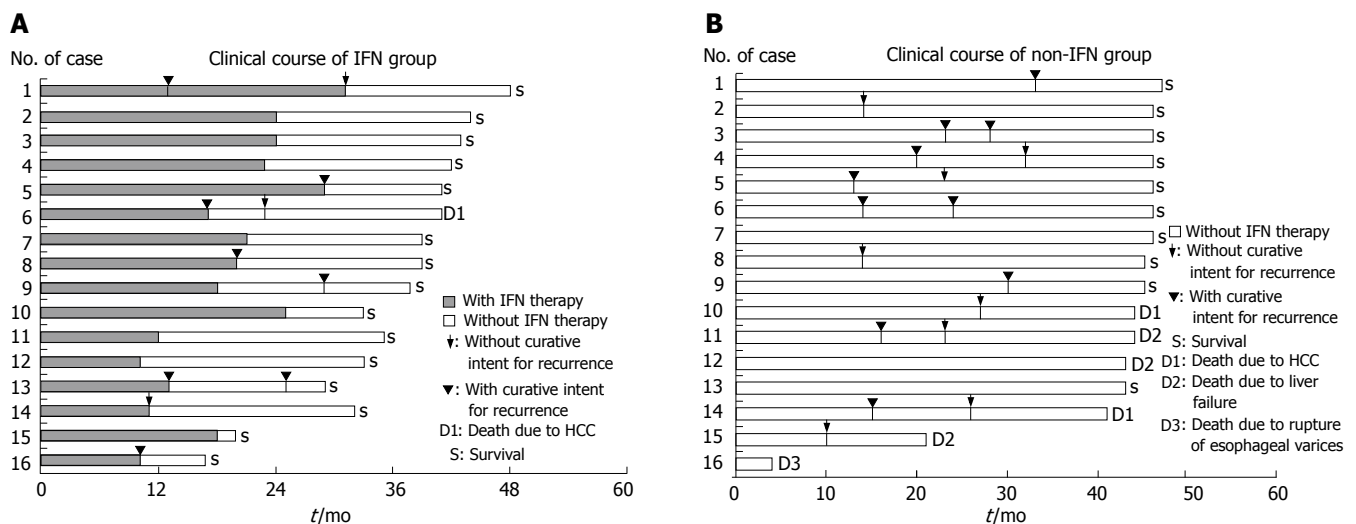 A
No. of case
Clinical course of IFN group
1
S
2
S
3
S
4
S
5
S
6
D1
7
S
8
S
9
S
10
S
11
S
12
S
13
S
14
S
15
S
16
S
With IFN therapy
Without IFN therapy
: Without curative
intent for recurrence
: With curative intent
for recurrence
D1: Death due to HCC
S: Survival
0 12 24 36 48 60
t/mo
B
No. of case
Clinical course of non-IFN group
1
S
2
S
3
S
4
S
5
S
6
S
7
S
8
S
9
S
10
D1
11
D2
12
D2
13
S
14
D1
15
D2
16
D3
Without IFN therapy
: Without curative
intent for recurrence
: With curative
intent for recurrence
S: Survival
D1: Death due to HCC
D2: Death due to liver
failure
D3: Death due to rupture
of esophageal varices
0 10 20 30 40 50 60
t/mo